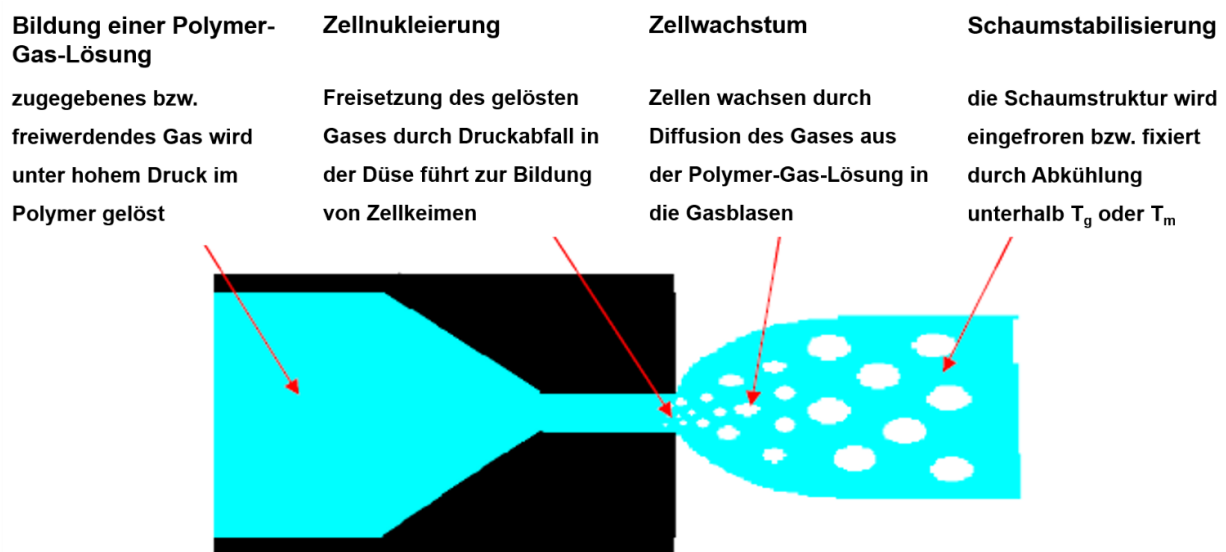 Bildung einer Polymer-
Gas-Lösung
zugegebenes bzw.
freiwerdendes Gas wird
unter hohem Druck im
Polymer gelöst
Zellnukleierung
Freisetzung des gelösten
Gases durch Druckabfall in
der Düse führt zur Bildung
von Zellkeimen
Zellwachstum
Zellen wachsen durch
Diffusion des Gases aus
der Polymer-Gas-Lösung in
die Gasblasen
Schaumstabilisierung
die Schaumstruktur wird
eingefroren bzw. fixiert
durch Abkühlung
unterhalb Tg oder Tm